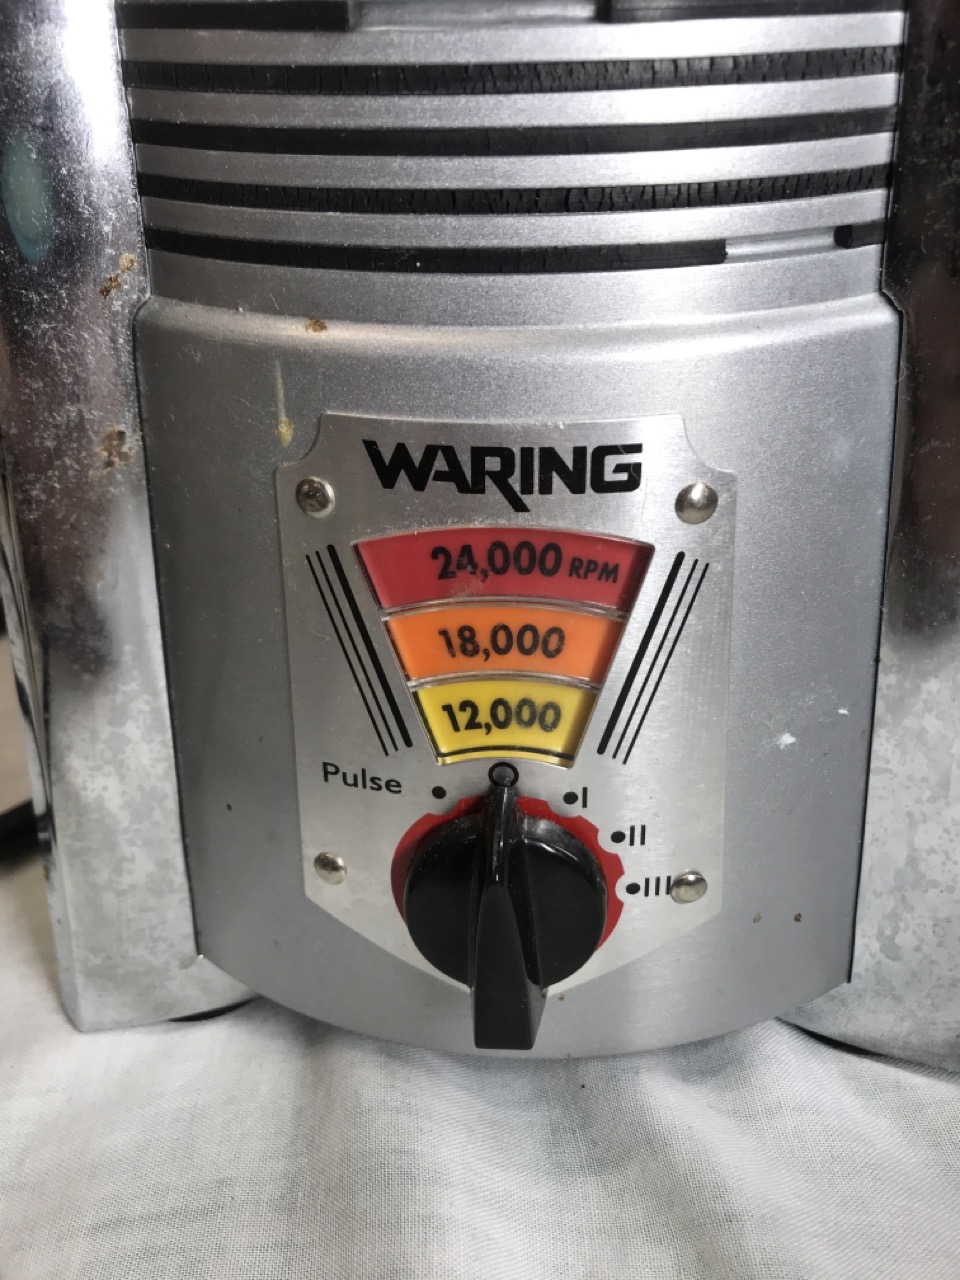 WARING
24,000 RPM
18,000
12,000
Pulse
I
II
III